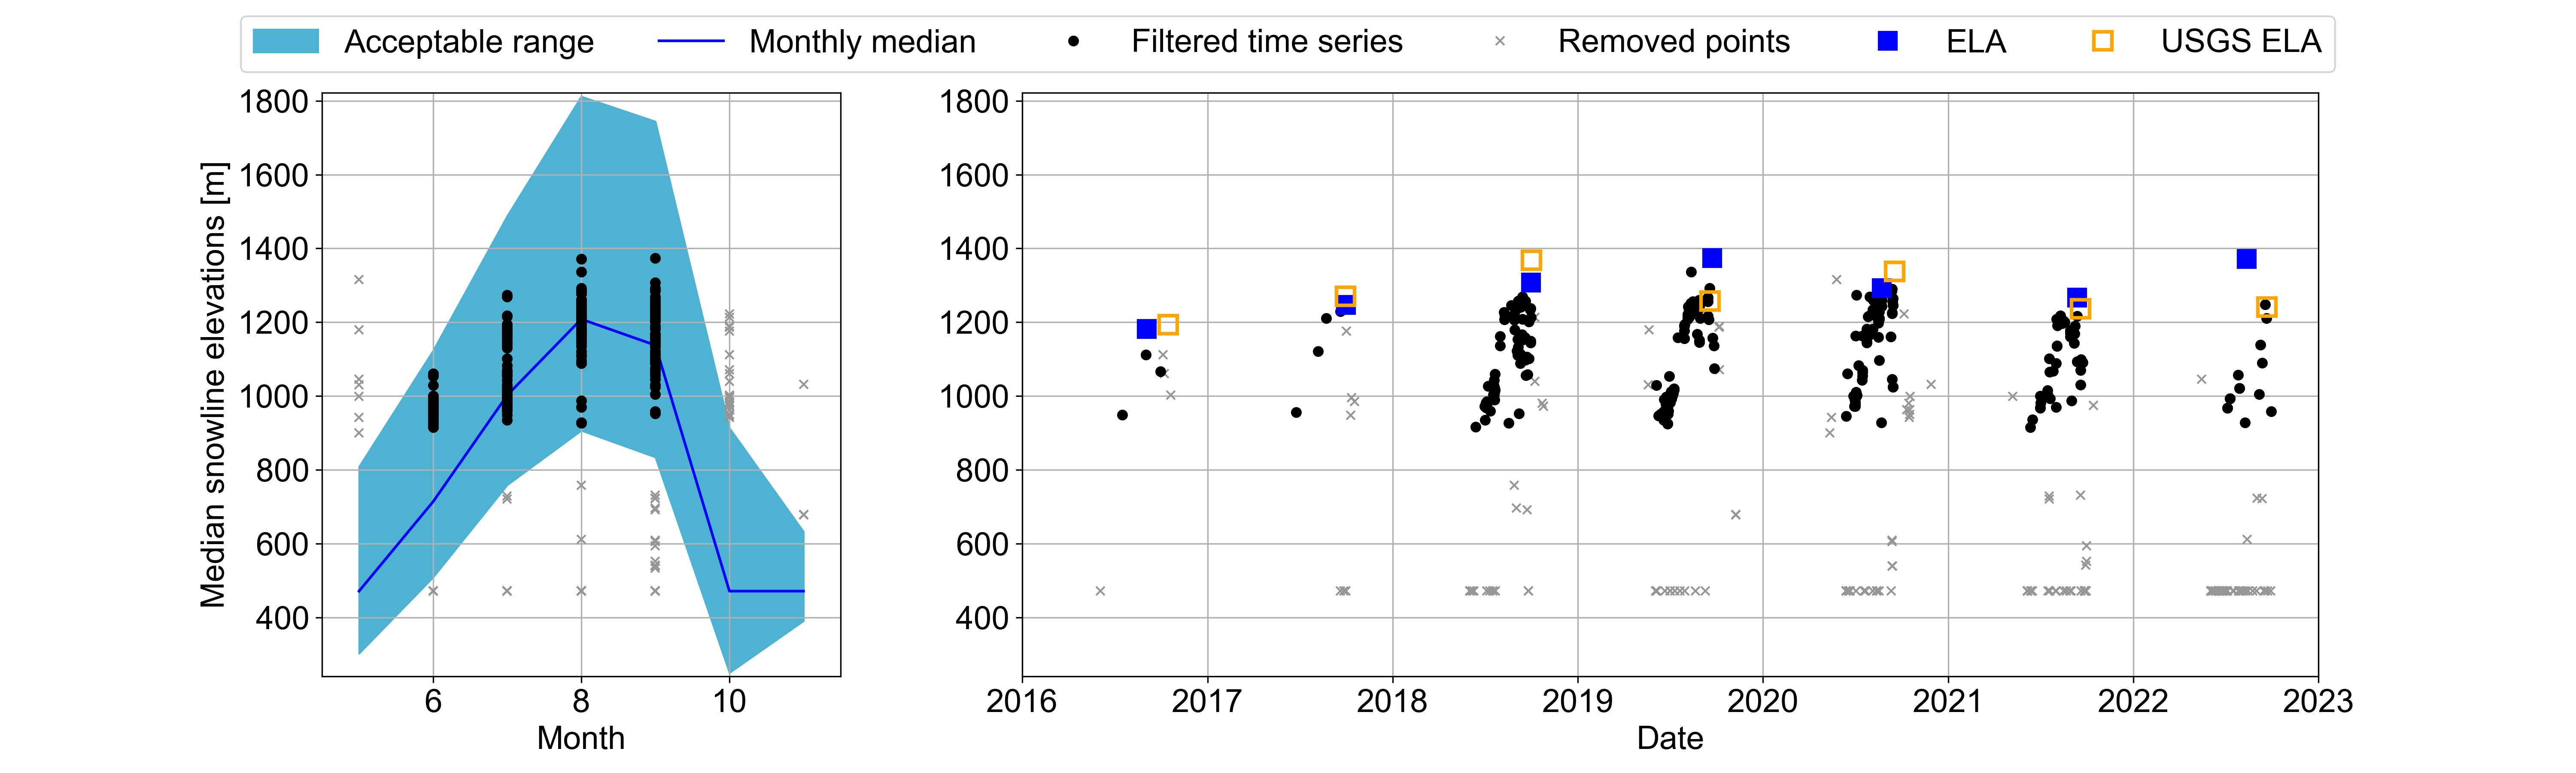 Acceptable range Monthly median Filtered time series Removed points ELA USGS ELA
Median snowline elevations [m]
1800
1600
1400
1200
1000
800
600
400
6 8 10
Month
1800
1600
1400
1200
1000
800
600
400
2016 2017 2018 2019 2020 2021 2022 2023
Date